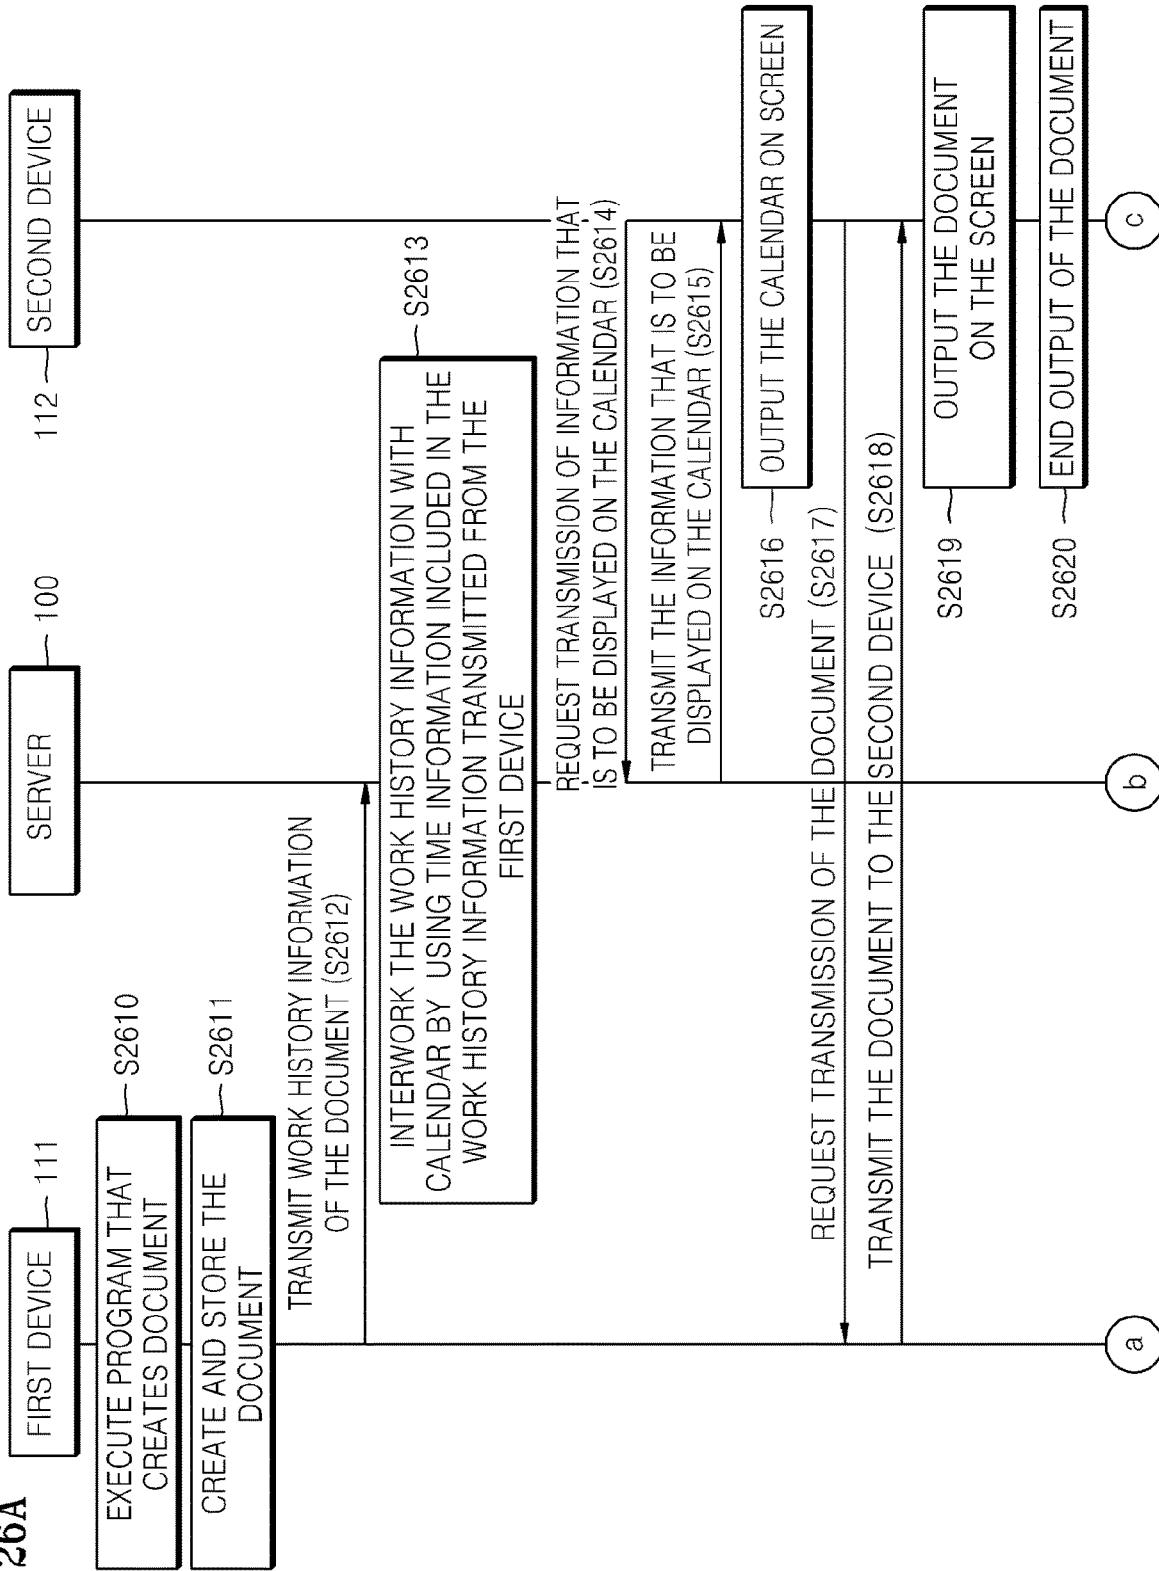 26A
FIRST DEVICE
111
SERVER
100
SECOND DEVICE
112
EXECUTE PROGRAM THAT
CREATES DOCUMENT
S2610
CREATE AND STORE THE
DOCUMENT
S2611
TRANSMIT WORK HISTORY INFORMATION
OF THE DOCUMENT (S2612)
INTERWORK THE WORK HISTORY INFORMATION WITH
CALENDAR BY USING TIME INFORMATION INCLUDED IN THE
WORK HISTORY INFORMATION TRANSMITTED FROM THE
FIRST DEVICE
S2613
REQUEST TRANSMISSION OF INFORMATION THAT
IS TO BE DISPLAYED ON THE CALENDAR (S2614)
TRANSMIT THE INFORMATION THAT IS TO BE
DISPLAYED ON THE CALENDAR (S2615)
S2616
OUTPUT THE CALENDAR ON SCREEN
REQUEST TRANSMISSION OF THE DOCUMENT (S2617)
TRANSMIT THE DOCUMENT TO THE SECOND DEVICE (S2618)
S2619
OUTPUT THE DOCUMENT
ON THE SCREEN
S2620
END OUTPUT OF THE DOCUMENT
a
b
c